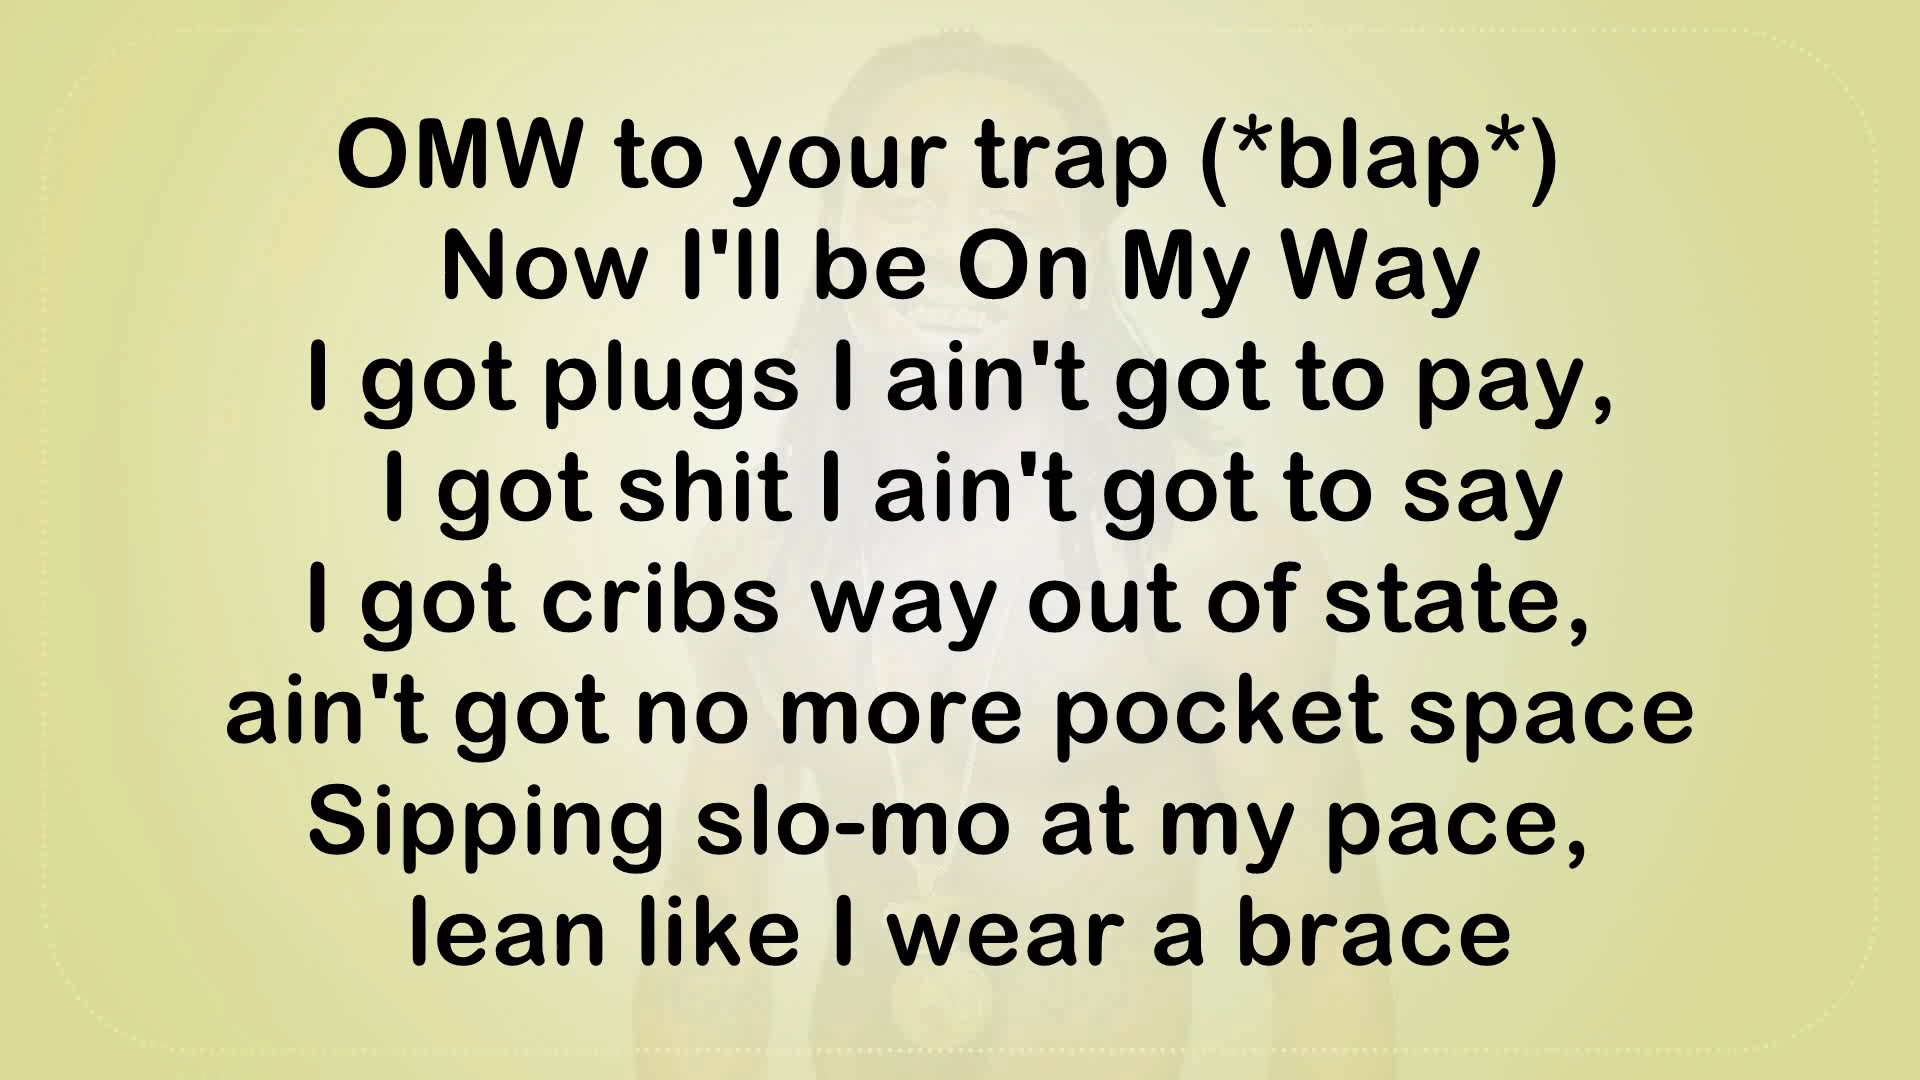 OMW to your trap (*blap*)
Now I'll be On My Way
I got plugs I ain't got to pay,
I got shit I ain't got to say
I got cribs way out of state,
ain't got no more pocket space
Sipping slo-mo at my pace,
lean like I wear a brace